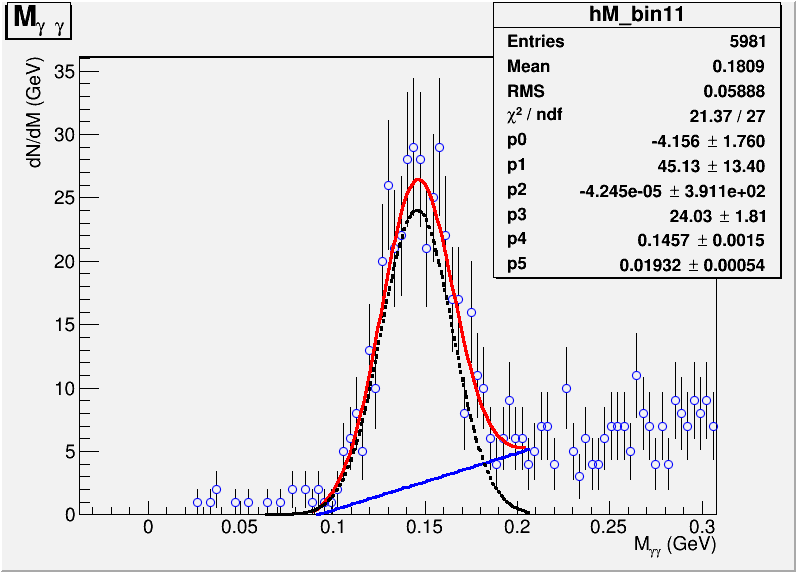 M γ γ
hM_bin11
Entries 5981
Mean 0.1809
RMS 0.05888
χ² / ndf 21.37 / 27
p0 -4.156 ± 1.760
p1 45.13 ± 13.40
p2 -4.245e-05 ± 3.911e+02
p3 24.03 ± 1.81
p4 0.1457 ± 0.0015
p5 0.01932 ± 0.00054
dN/dM (GeV)
35
30
25
20
15
10
5
0
0 0.05 0.1 0.15 0.2 0.25 0.3
Mγγ (GeV)